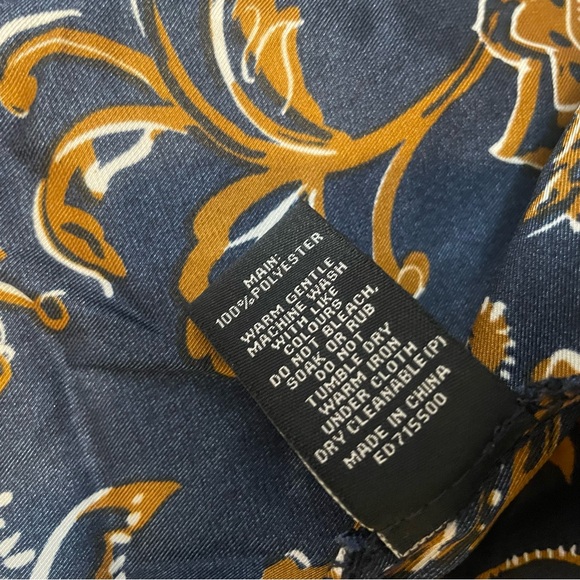 MAIN:
100%POLYESTER
WARM GENTLE
MACHINE WASH
WITH LIKE
COLOURS
DO NOT BLEACH,
SOAK OR RUB
DO NOT
TUMBLE DRY
WARM IRON
UNDER CLOTH
DRY CLEANABLE(P)
MADE IN CHINA
ED715500